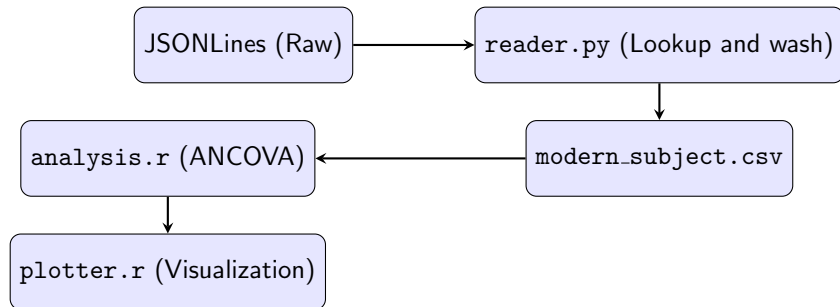 JSONLines (Raw)
reader.py (Lookup and wash)
analysis.r (ANCOVA)
modern_subject.csv
plotter.r (Visualization)